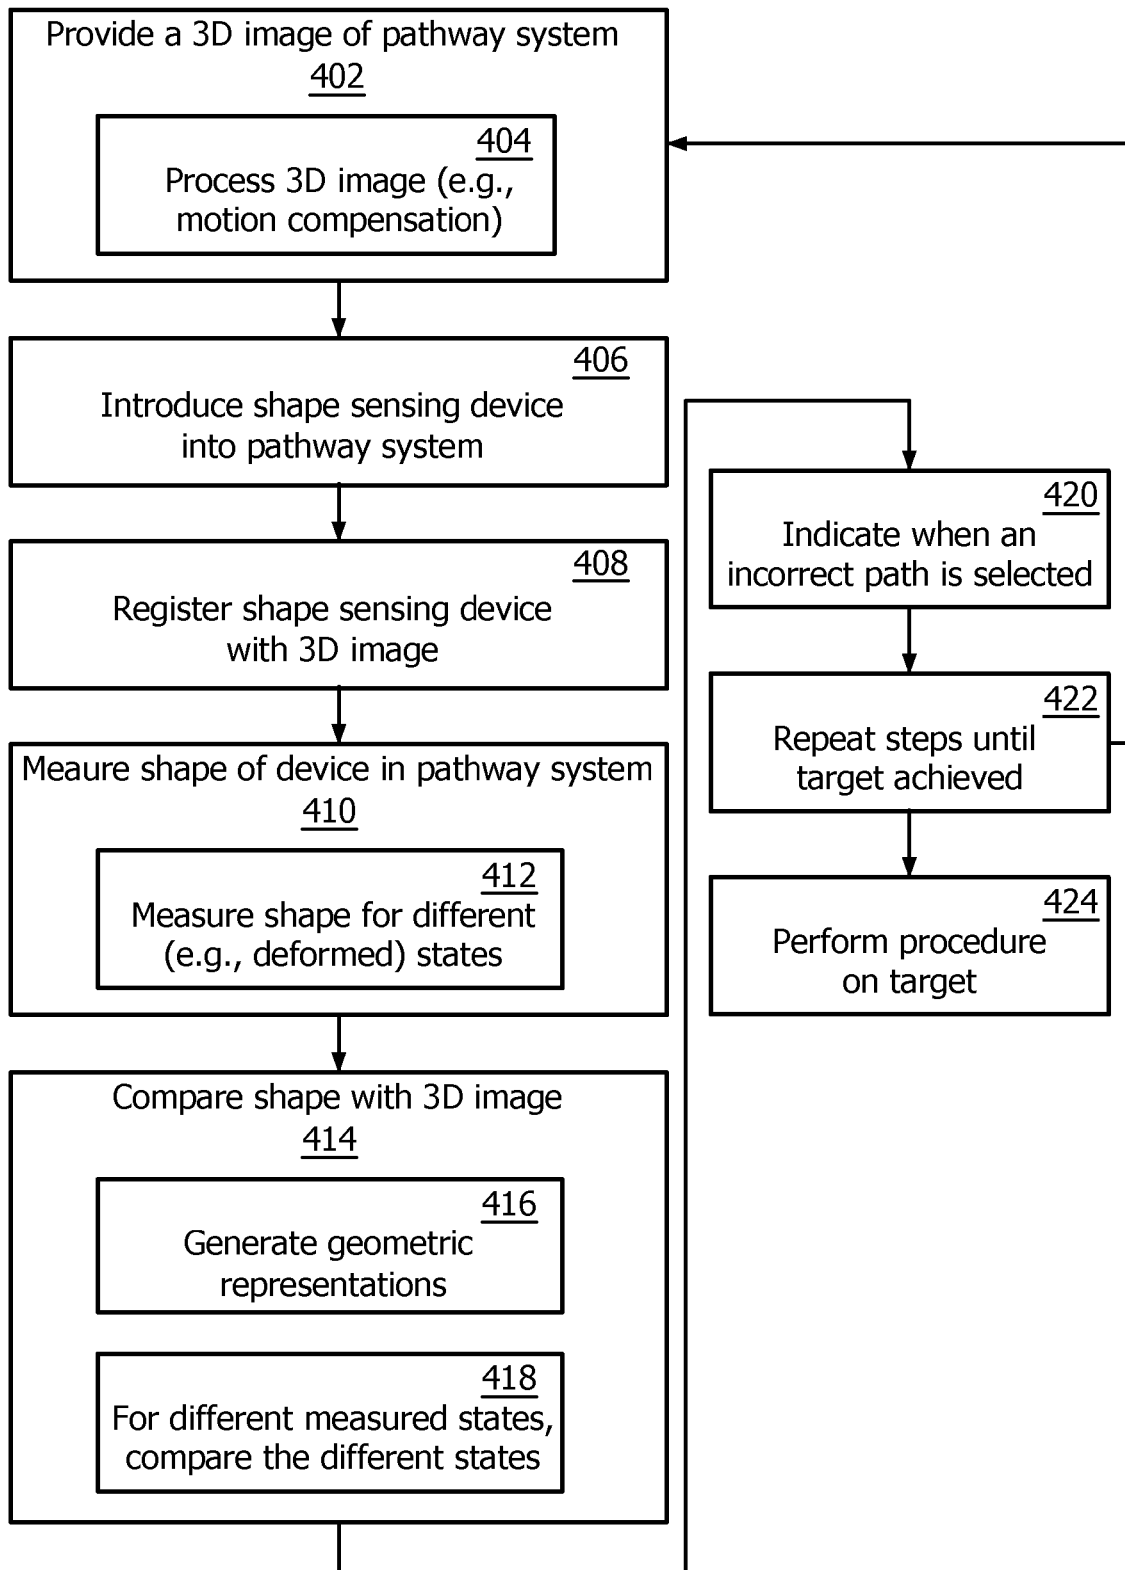 Provide a 3D image of pathway system
402
404
Process 3D image (e.g.,
motion compensation)
406
Introduce shape sensing device
into pathway system
408
Register shape sensing device
with 3D image
Meaure shape of device in pathway system
410
412
Measure shape for different
(e.g., deformed) states
Compare shape with 3D image
414
416
Generate geometric
representations
418
For different measured states,
compare the different states
420
Indicate when an
incorrect path is selected
422
Repeat steps until
target achieved
424
Perform procedure
on target